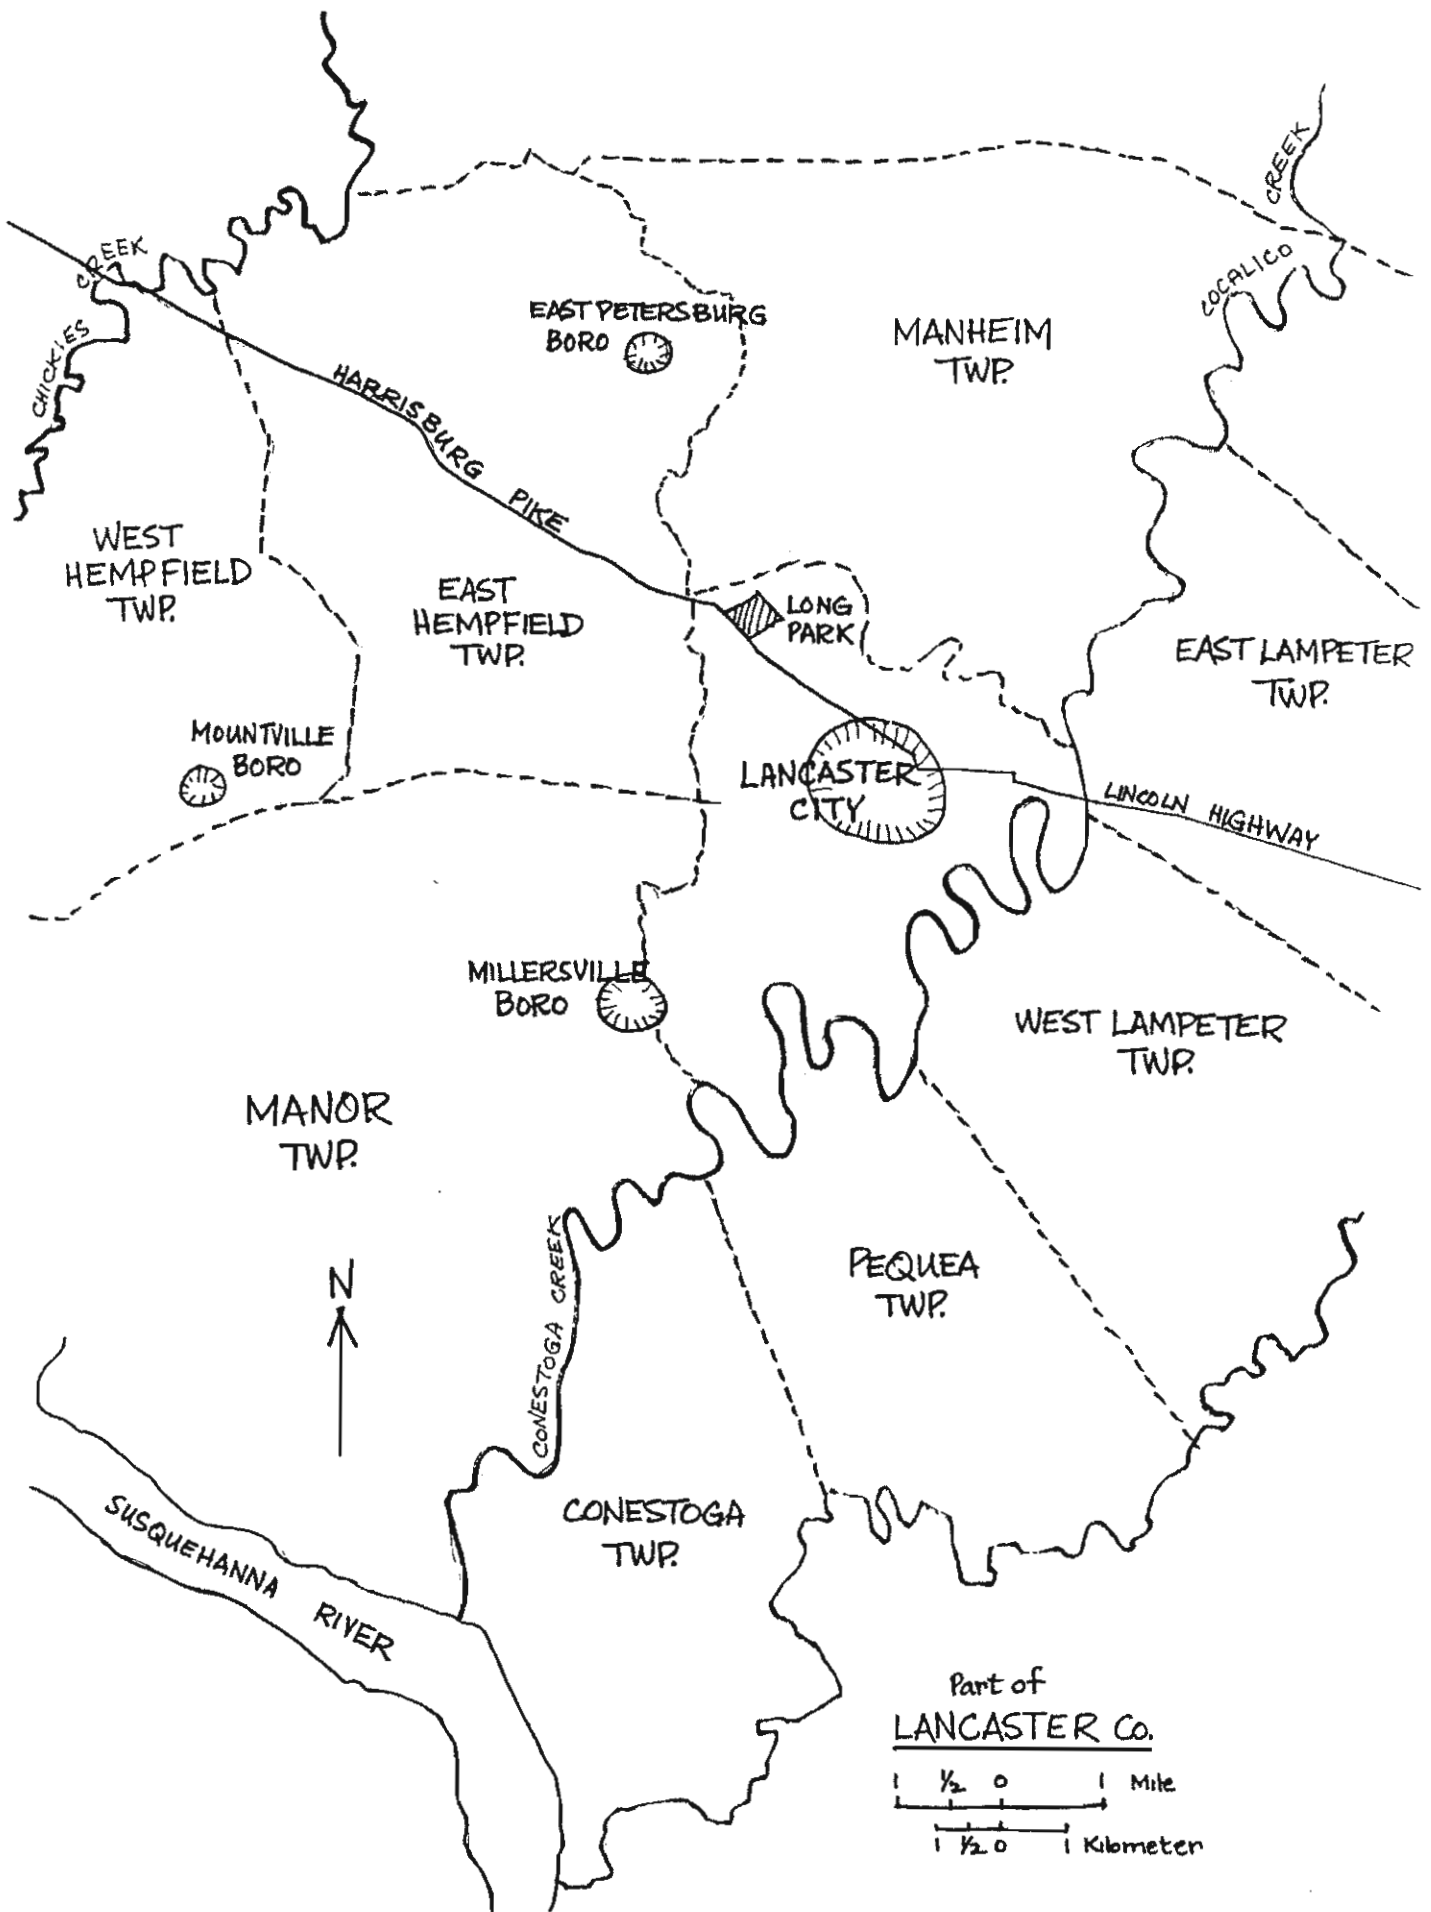 CREEK
COCALICO
CREEK
CHICKIES
EAST PETERSBURG
BORO
MANHEIM
TWP.
HARRISBURG PIKE
WEST
HEMPFIELD
TWP.
EAST
HEMPFIELD
TWP.
LONG
PARK
EAST LAMPETER
TWP.
MOUNTVILLE
BORO
LANCASTER
CITY
LINCOLN HIGHWAY
MILLERSVILLE
BORO
WEST LAMPETER
TWP.
MANOR
TWP.
CONESTOGA CREEK
PEQUEA
TWP.
N
CONESTOGA
TWP.
SUSQUEHANNA RIVER
Part of
LANCASTER Co.
1 1/2 0 1 Mile
1 1/2 0 1 Kilometer